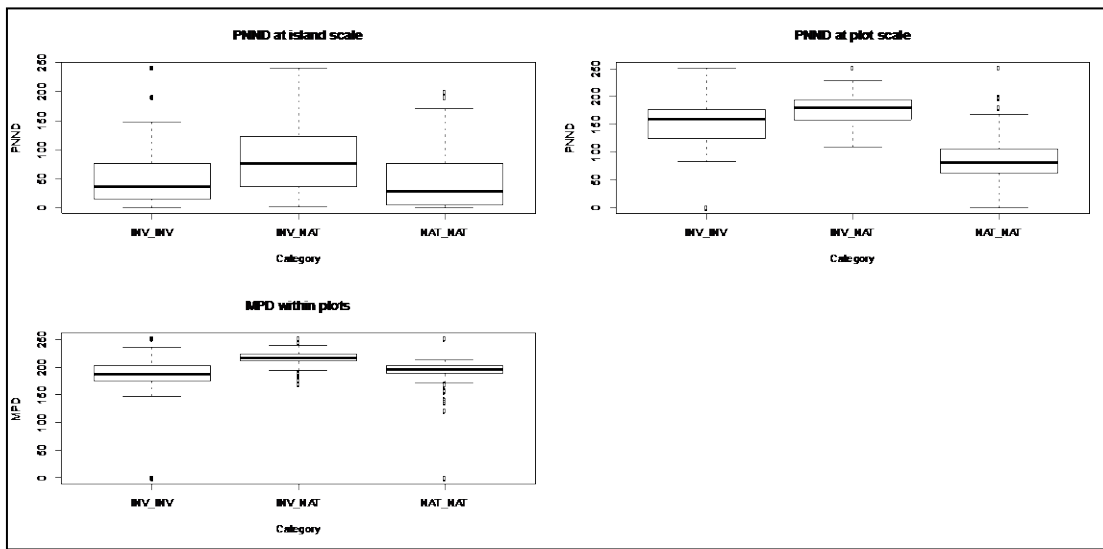 PNND at island scale
PNND
250
200
150
100
50
0
INV_INV INV_NAT NAT_NAT
Category
PNND at plot scale
PNND
250
200
150
100
50
0
INV_INV INV_NAT NAT_NAT
Category
MPD within plots
MPD
250
200
150
100
50
0
INV_INV INV_NAT NAT_NAT
Category